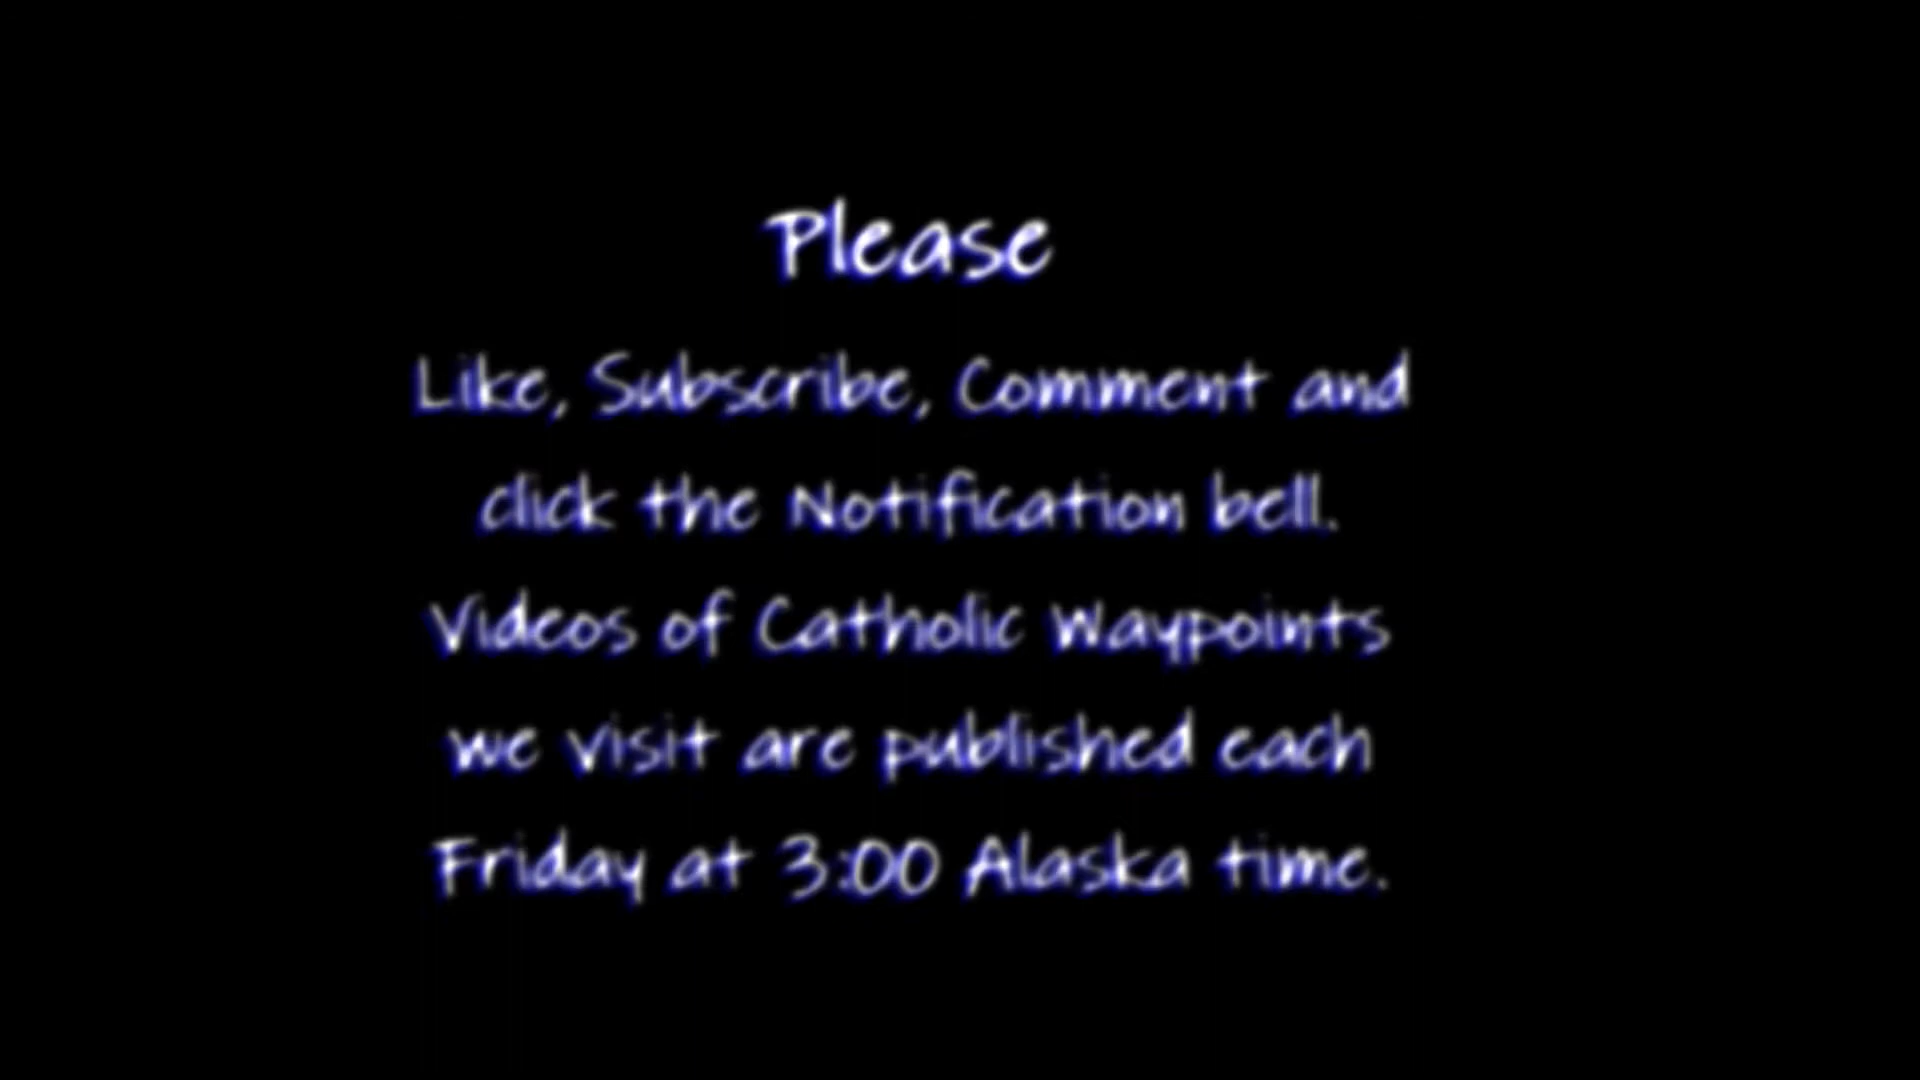 Please
Like, Subscribe, Comment and
click the Notification bell.
Videos of Catholic Waypoints
we visit are published each
Friday at 3:00 Alaska time.